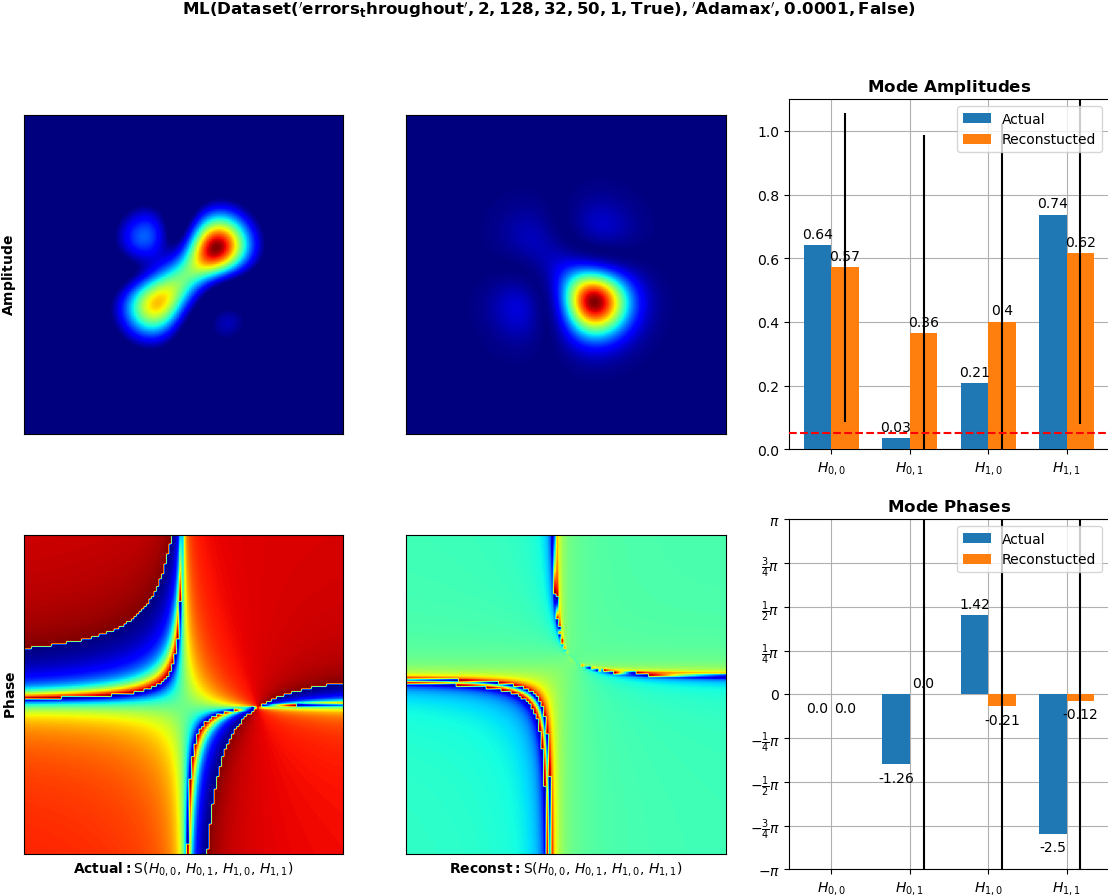 ML(Dataset('errors_throughout', 2, 128, 32, 50, 1, True), 'Adamax', 0.0001, False)
Amplitude
Mode Amplitudes
Actual
Reconstucted
1.0
0.8
0.6
0.4
0.2
0.0
0.64
0.57
0.03
0.36
0.21
0.4
0.74
0.62
H0,0
H0,1
H1,0
H1,1
Phase
Actual: S(H0,0, H0,1, H1,0, H1,1)
Reconst: S(H0,0, H0,1, H1,0, H1,1)
Mode Phases
Actual
Reconstucted
π
3/4π
1/2π
1/4π
0
−1/4π
−1/2π
−3/4π
−π
0.0
0.0
-1.26
0.0
1.42
-0.21
-2.5
-0.12
H0,0
H0,1
H1,0
H1,1